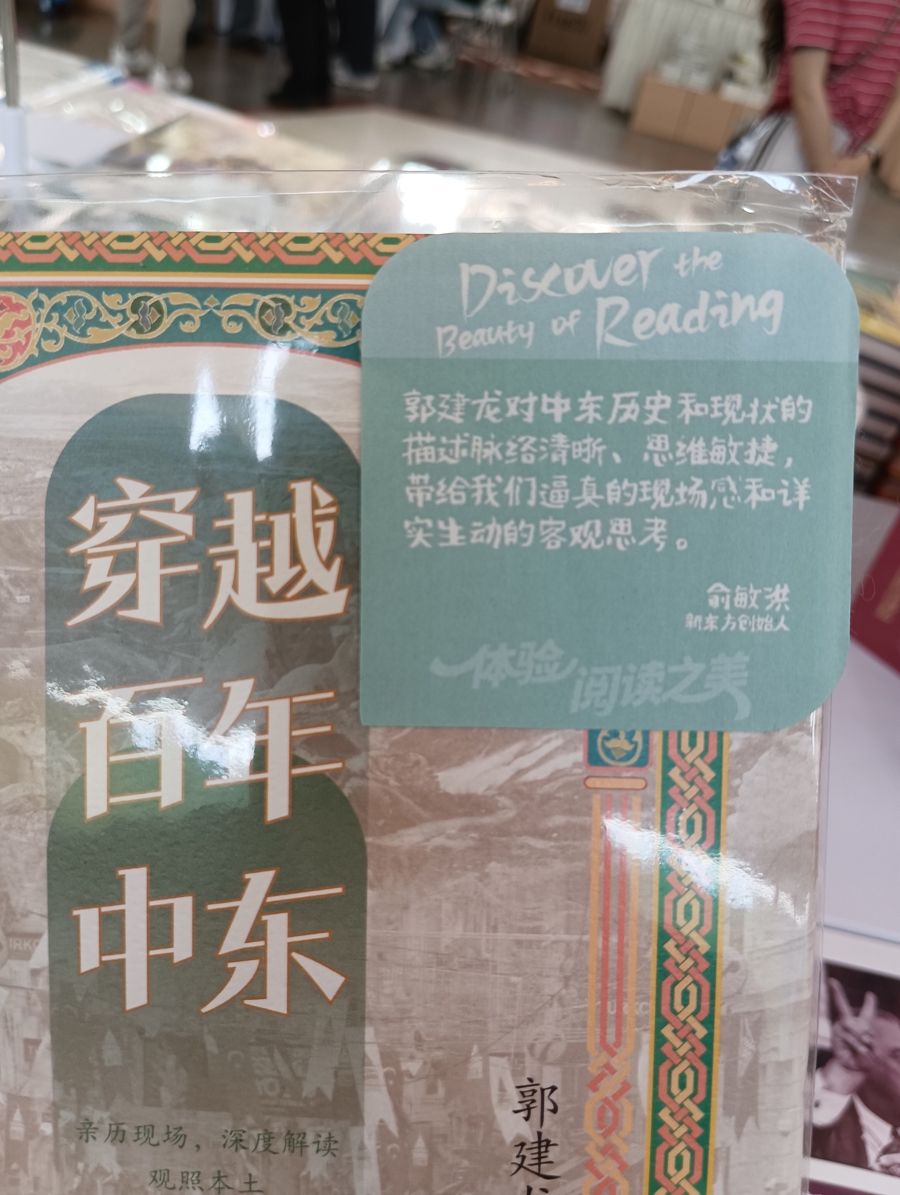 Discover the
Beauty of Reading
郭建龙对中东历史和现状的
描述脉络清晰、思维敏捷，
带给我们逼真的现场感和详
实生动的客观思考。
俞敏洪
新东方创始人
体验 阅读之美
穿越
百年
中东
亲历现场，深度解读
观照本土
郭建